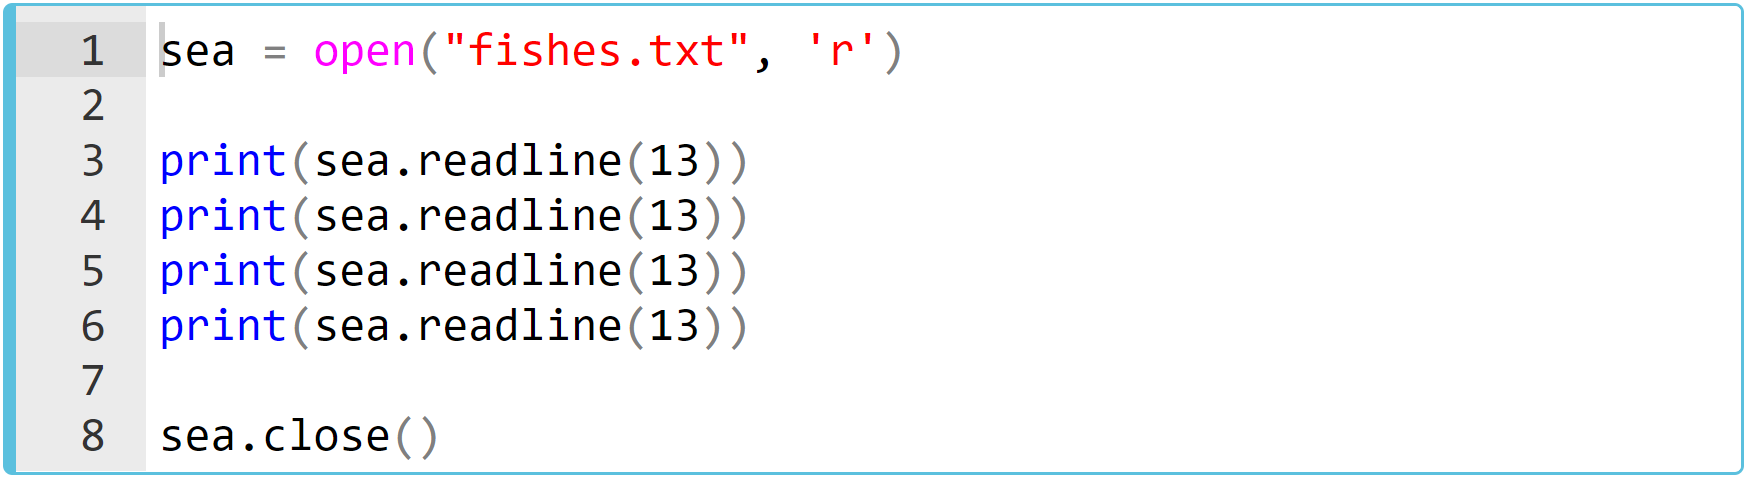 1 sea = open("fishes.txt", 'r')
2
3 print(sea.readline(13))
4 print(sea.readline(13))
5 print(sea.readline(13))
6 print(sea.readline(13))
7
8 sea.close()